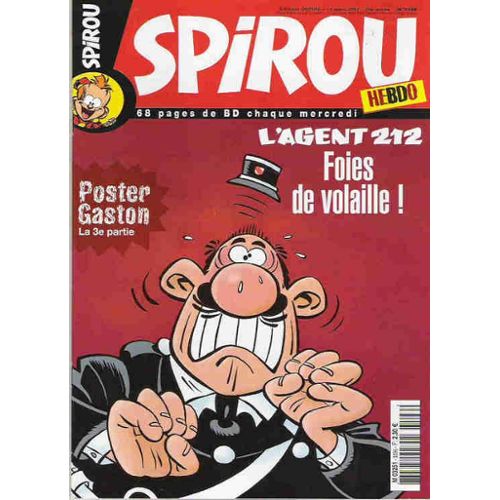 SPIROU
SPIROU
HEBDO
68 pages de BD chaque mercredi
L'AGENT 212
Foies
de volaille !
Poster
Gaston
La 3e partie